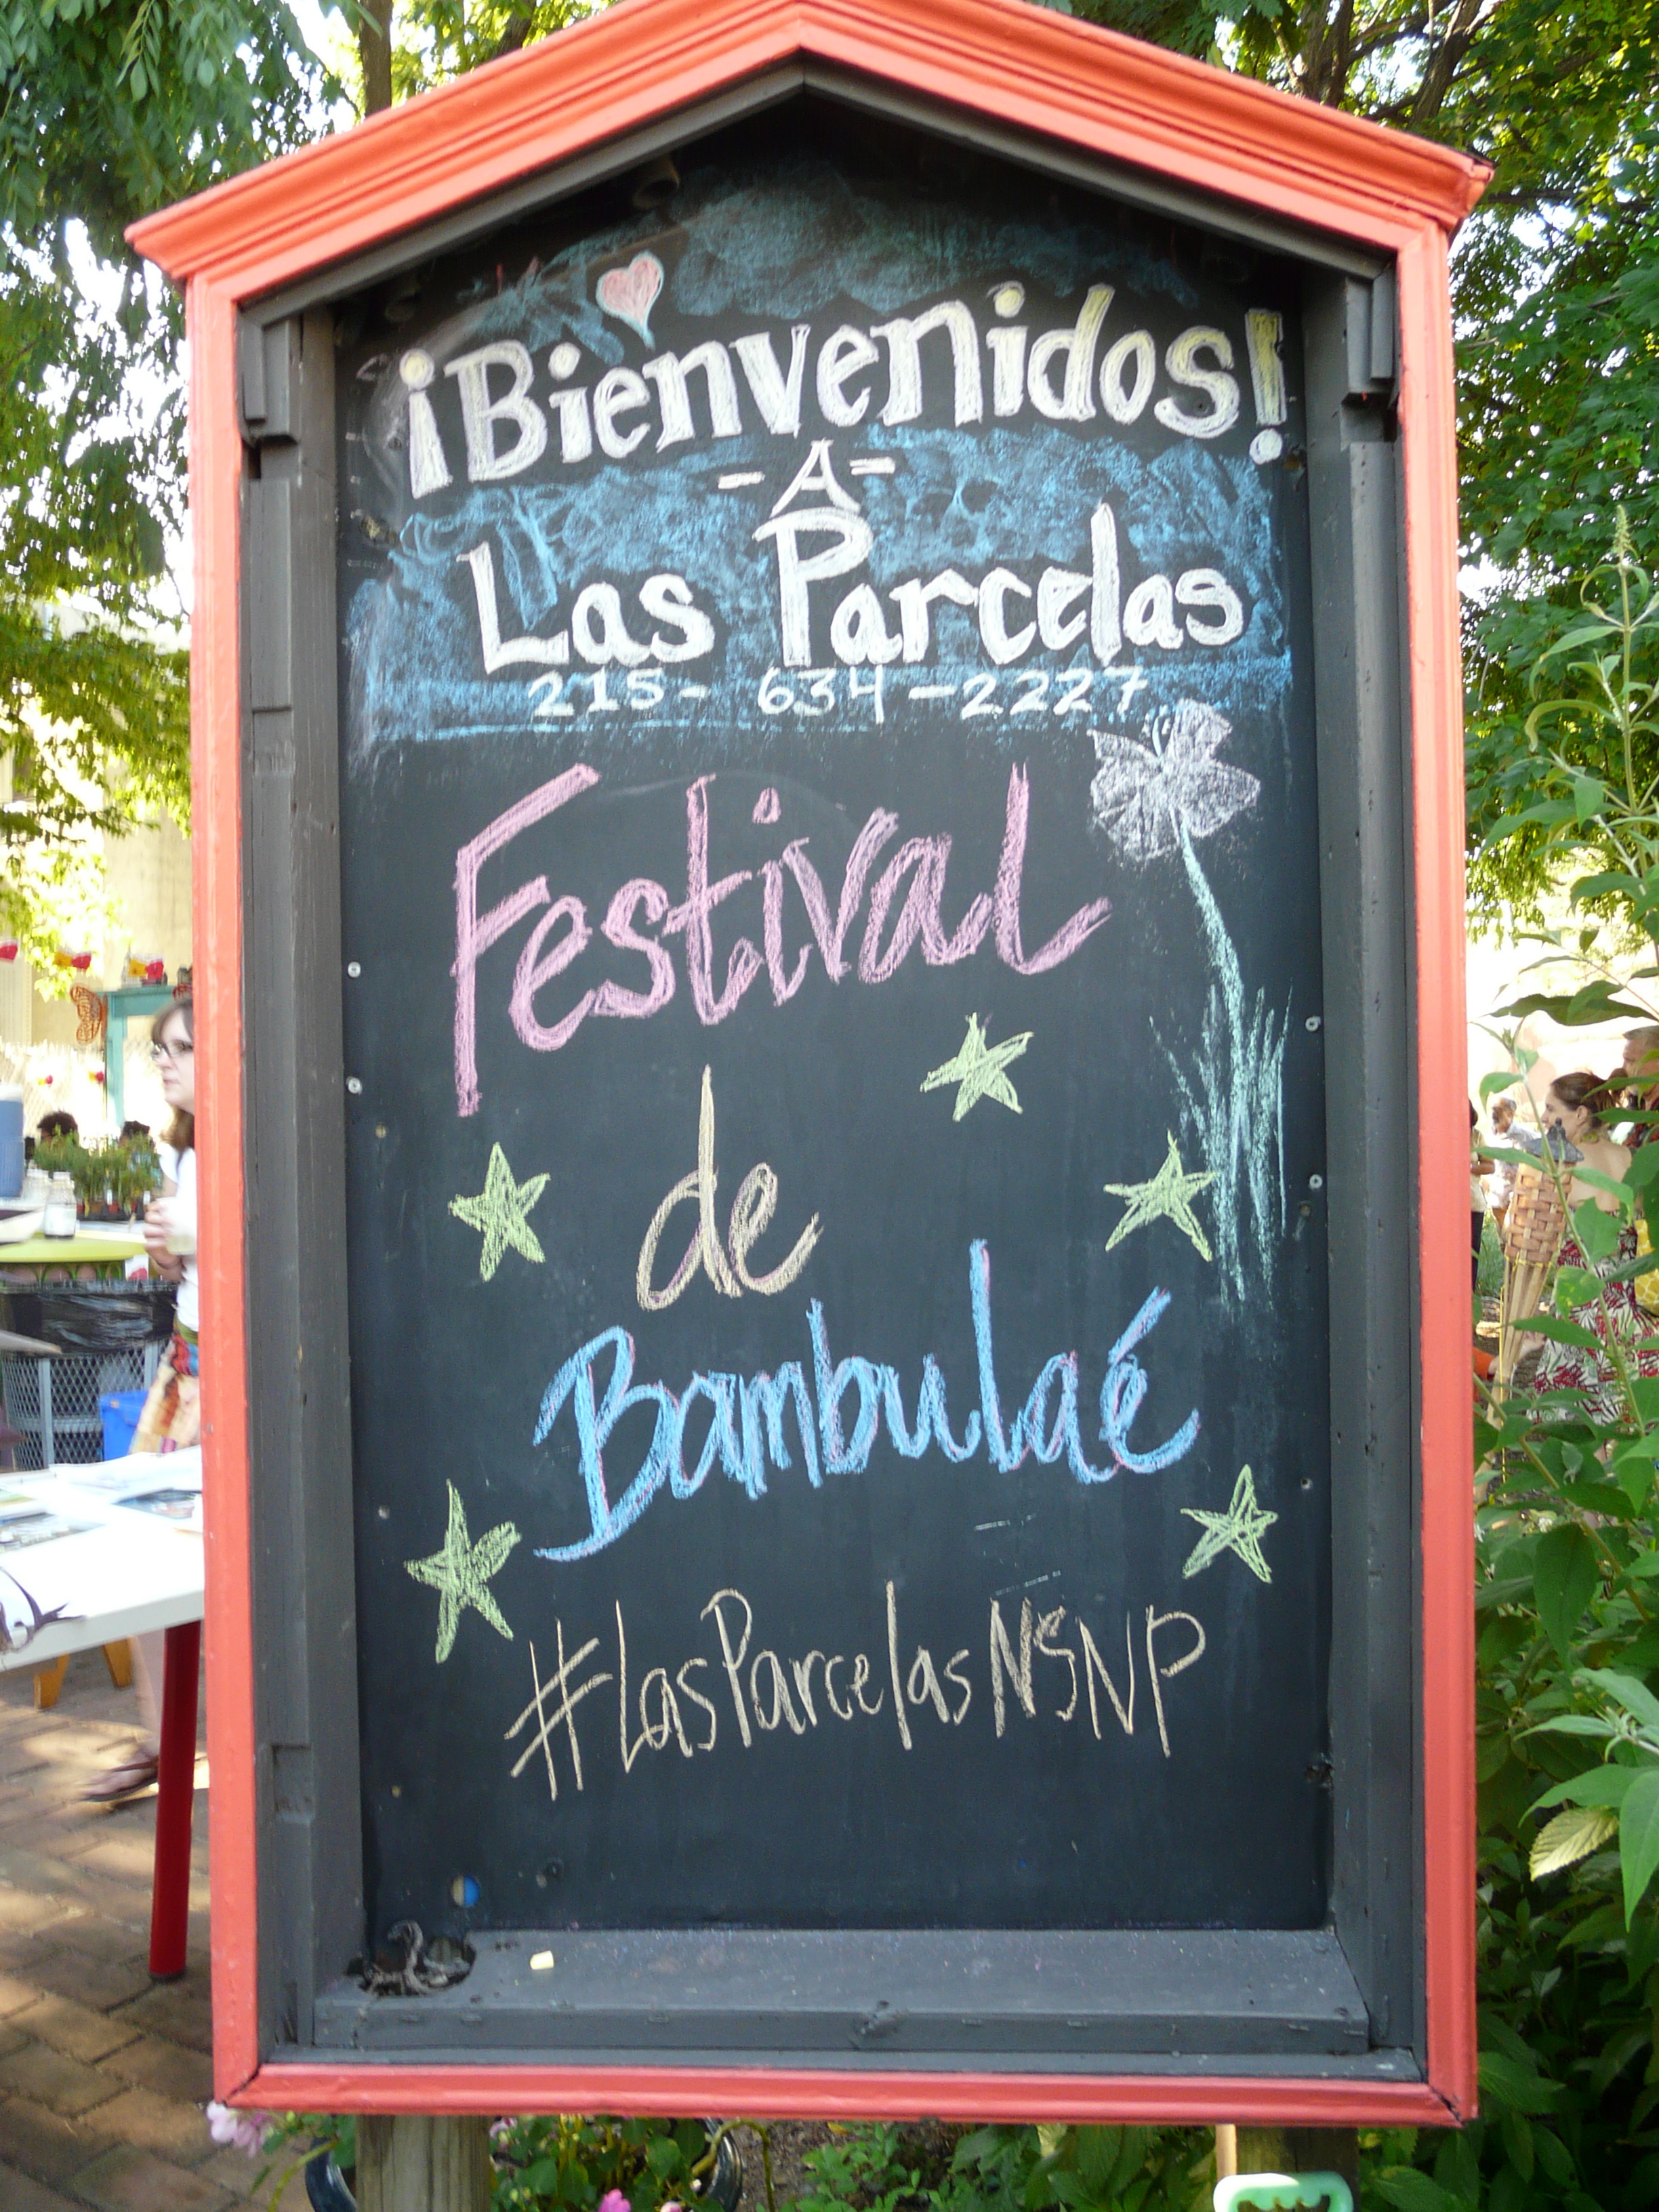 ¡Bienvenidos!
- A -
Las Parcelas
215- 634-2227
Festival
de
Bambulaé
#LasParcelasNSNP